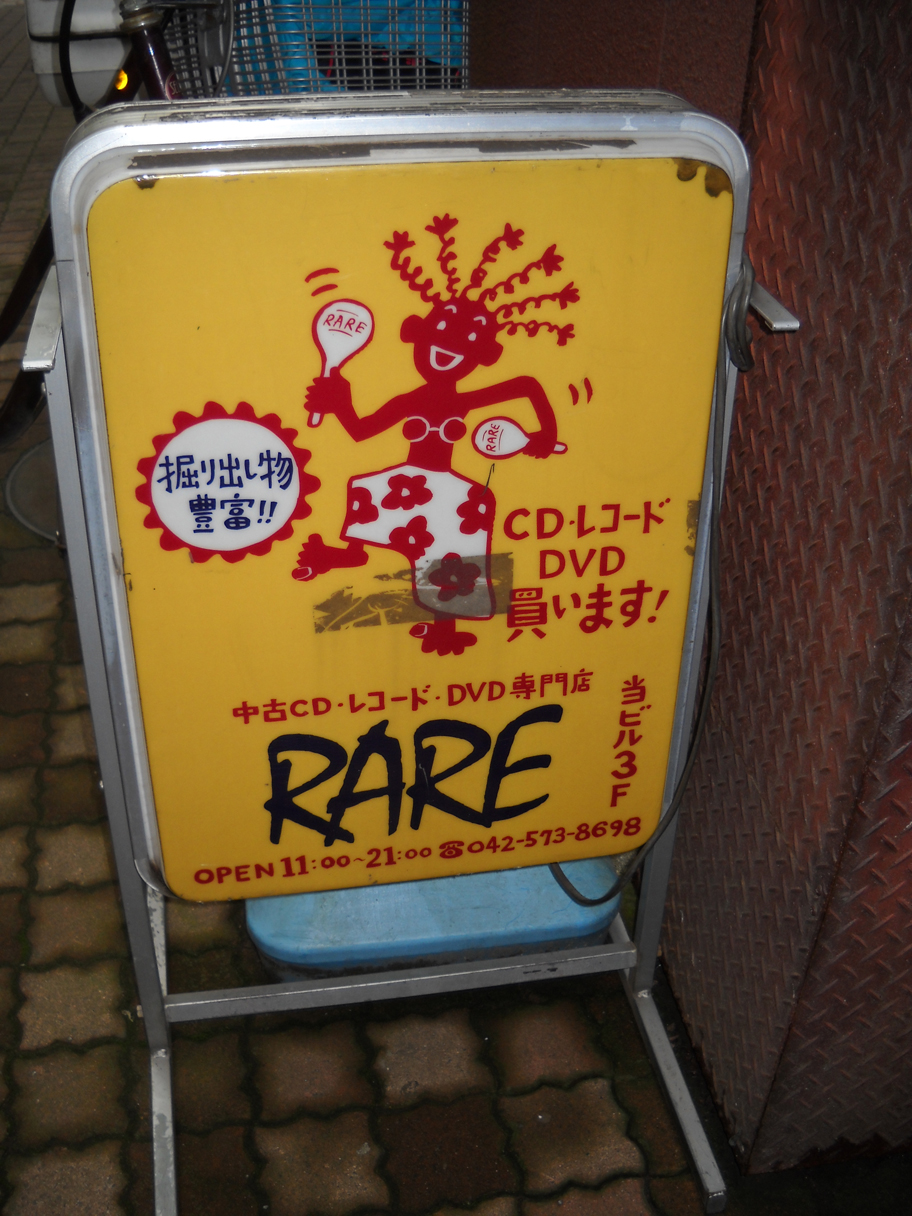 RARE
RARE
掘り出し物
豊富!!
CD・レコード
DVD
買います!
中古CD・レコード・DVD専門店
RARE
当ビル3F
OPEN 11:00~21:00 ☎042-573-8698